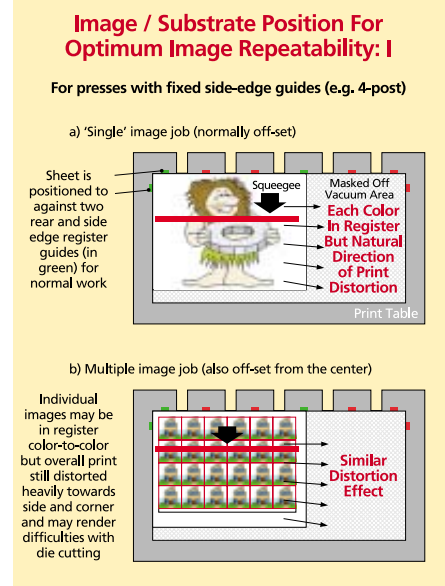 Image / Substrate Position For
Optimum Image Repeatability: I
For presses with fixed side-edge guides (e.g. 4-post)
a) ‘Single’ image job (normally off-set)
Sheet is
positioned to
against two
rear and side
edge register
guides (in
green) for
normal work
Squeegee
Masked Off
Vacuum Area
Each Color
In Register
But Natural
Direction
of Print
Distortion
Print Table
b) Multiple image job (also off-set from the center)
Individual
images may be
in register
color-to-color
but overall print
still distorted
heavily towards
side and corner
and may render
difficulties with
die cutting
Similar
Distortion
Effect